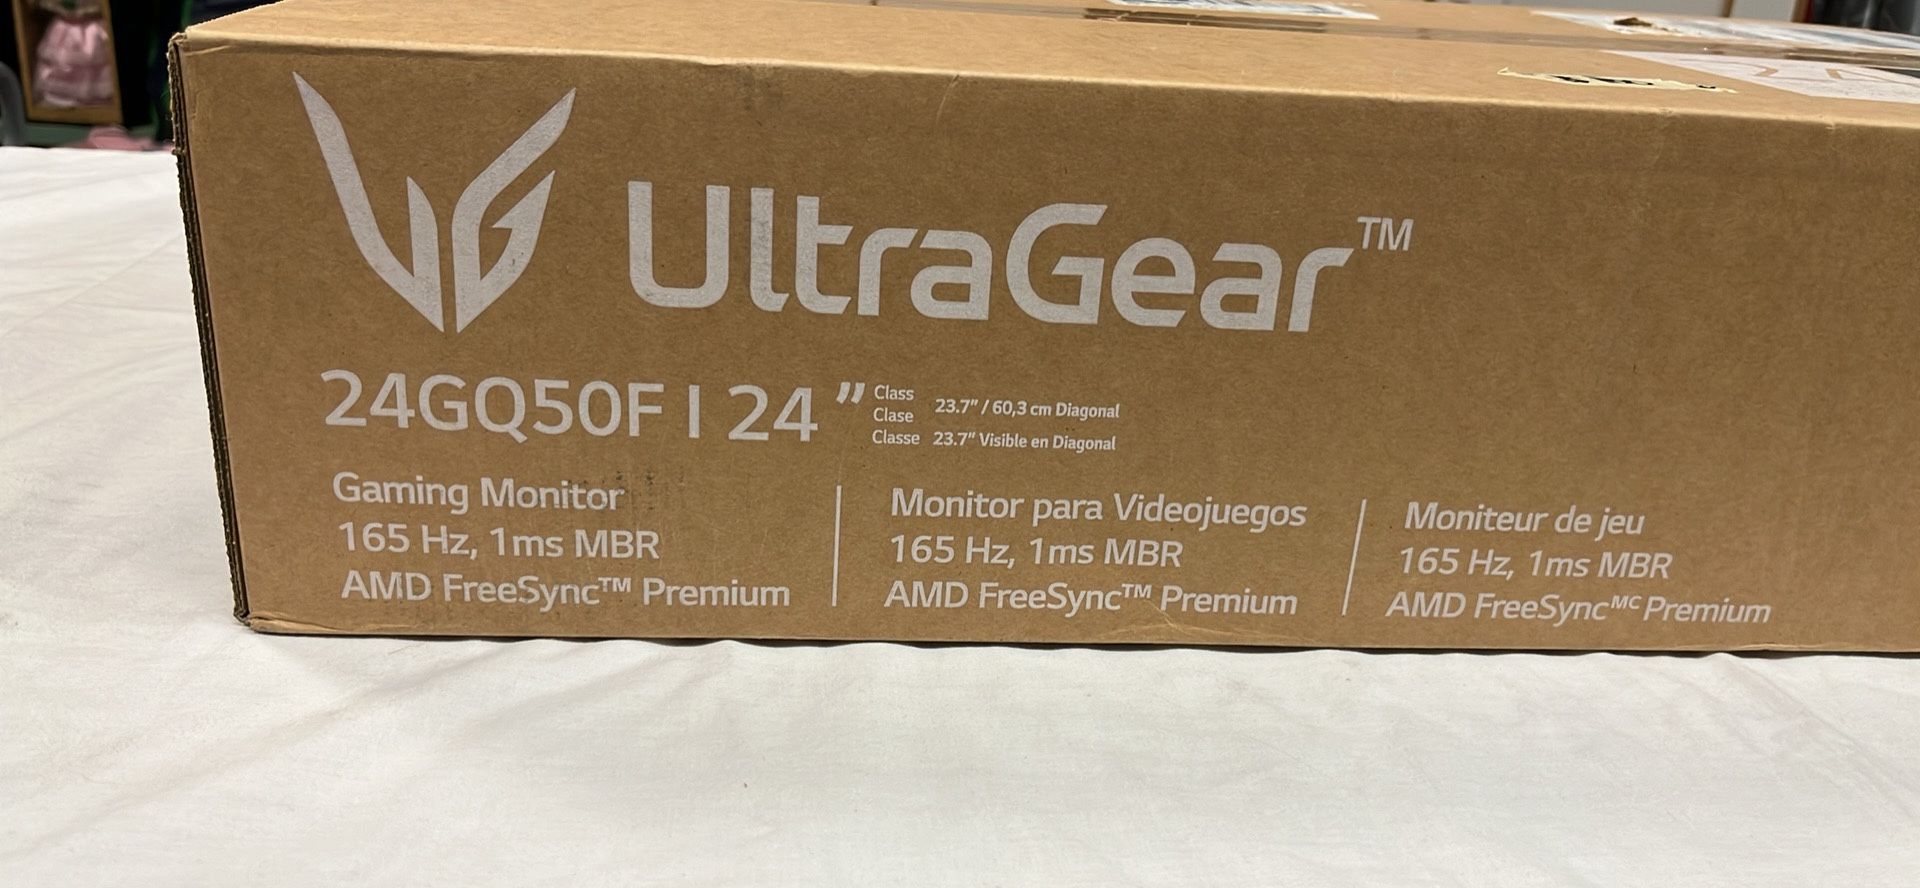 UltraGear™
24GQ50F | 24"
Class
Clase
Classe
23.7" / 60,3 cm Diagonal
23.7" Visible en Diagonal
Gaming Monitor
165 Hz, 1ms MBR
AMD FreeSync™ Premium
Monitor para Videojuegos
165 Hz, 1ms MBR
AMD FreeSync™ Premium
Moniteur de jeu
165 Hz, 1ms MBR
AMD FreeSyncᴹᶜ Premium